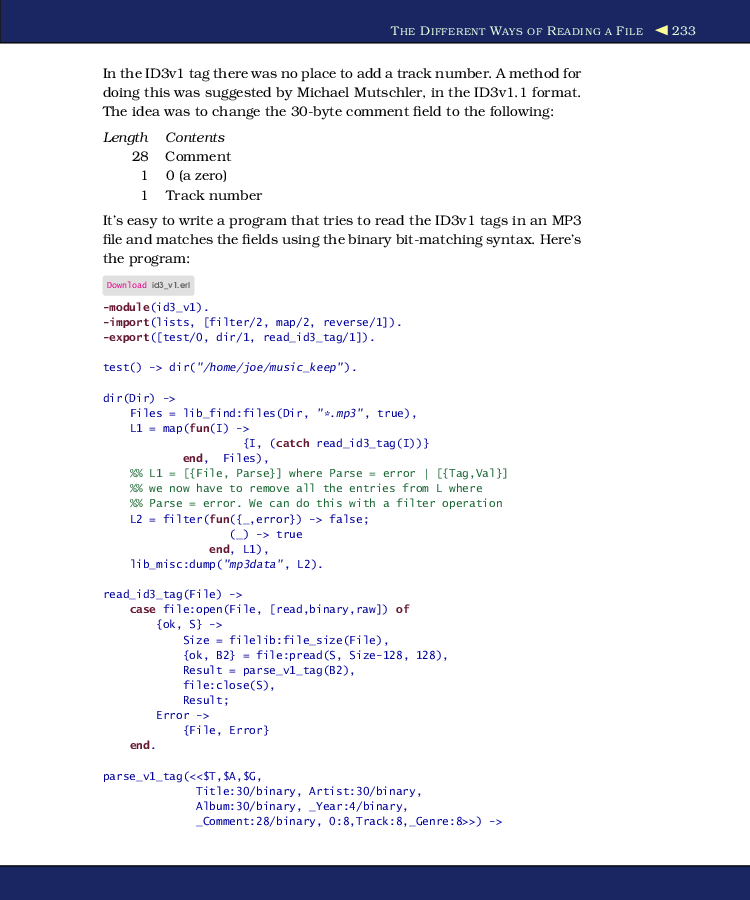 THE DIFFERENT WAYS OF READING A FILE ◀ 233
In the ID3v1 tag there was no place to add a track number. A method for
doing this was suggested by Michael Mutschler, in the ID3v1.1 format.
The idea was to change the 30-byte comment field to the following:
Length Contents
28 Comment
1 0 (a zero)
1 Track number
It's easy to write a program that tries to read the ID3v1 tags in an MP3
file and matches the fields using the binary bit-matching syntax. Here's
the program:
Download id3_v1.erl
-module(id3_v1).
-import(lists, [filter/2, map/2, reverse/1]).
-export([test/0, dir/1, read_id3_tag/1]).
test() -> dir("/home/joe/music_keep").
dir(Dir) ->
    Files = lib_find:files(Dir, "*.mp3", true),
    L1 = map(fun(I) ->
                     {I, (catch read_id3_tag(I))}
            end,  Files),
    %% L1 = [{File, Parse}] where Parse = error | [{Tag,Val}]
    %% we now have to remove all the entries from L where
    %% Parse = error. We can do this with a filter operation
    L2 = filter(fun({_,error}) -> false;
                   (_) -> true
                end, L1),
    lib_misc:dump("mp3data", L2).
read_id3_tag(File) ->
    case file:open(File, [read,binary,raw]) of
        {ok, S} ->
            Size = filelib:file_size(File),
            {ok, B2} = file:pread(S, Size-128, 128),
            Result = parse_v1_tag(B2),
            file:close(S),
            Result;
        Error ->
            {File, Error}
    end.
parse_v1_tag(<<$T,$A,$G,
              Title:30/binary, Artist:30/binary,
              Album:30/binary, _Year:4/binary,
              _Comment:28/binary, 0:8,Track:8,_Genre:8>>) ->